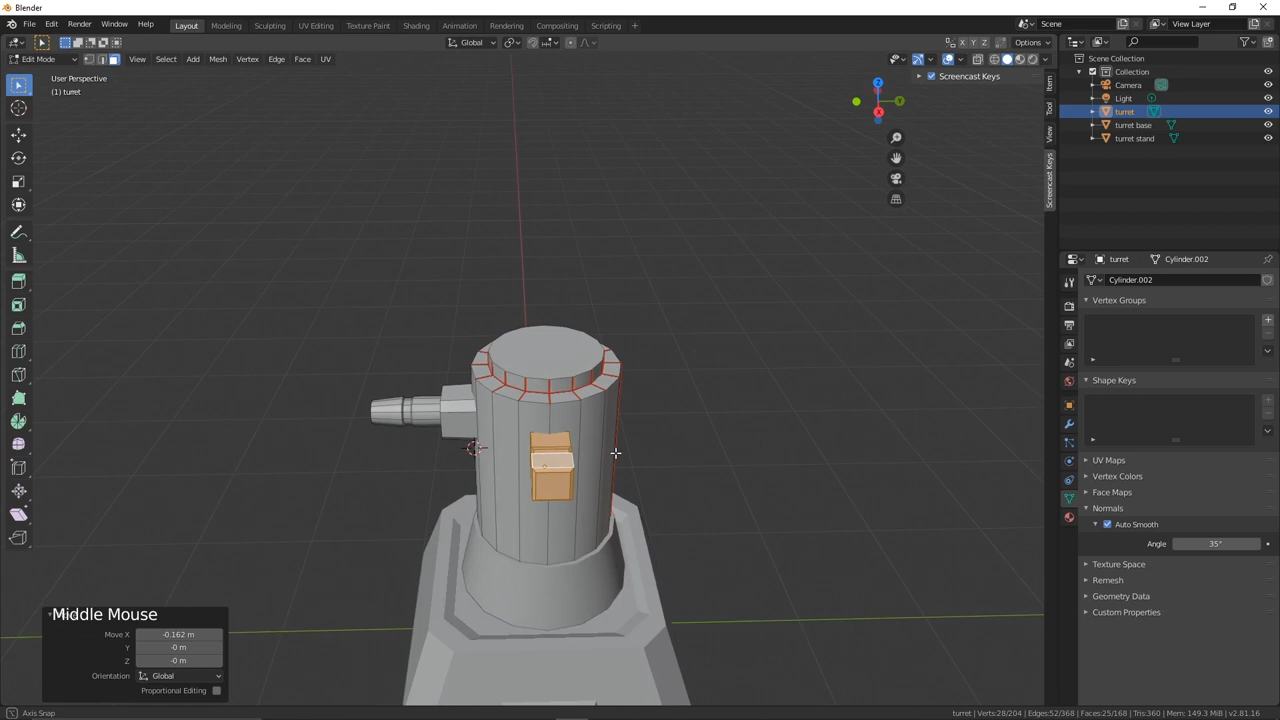 Blender
File Edit Render Window Help
Layout Modeling Sculpting UV Editing Texture Paint Shading Animation Rendering Compositing Scripting +
Scene
View Layer
Global
X Y Z
Options
Edit Mode
View Select Add Mesh Vertex Edge Face UV
User Perspective
(1) turret
Screencast Keys
Z
Y
X
Item
Tool
View
Screencast Keys
Scene Collection
Collection
Camera
Light
turret
turret base
turret stand
turret
Cylinder.002
Cylinder.002
Vertex Groups
Shape Keys
UV Maps
Vertex Colors
Face Maps
Normals
Auto Smooth
Angle 35°
Texture Space
Remesh
Geometry Data
Custom Properties
Middle Mouse
Move X -0.162 m
Y -0 m
Z -0 m
Orientation Global
Proportional Editing
Axis Snap
turret | Verts:28/204 | Edges:52/368 | Faces:25/168 | Tris:360 | Mem: 149.3 MiB | v2.81.16